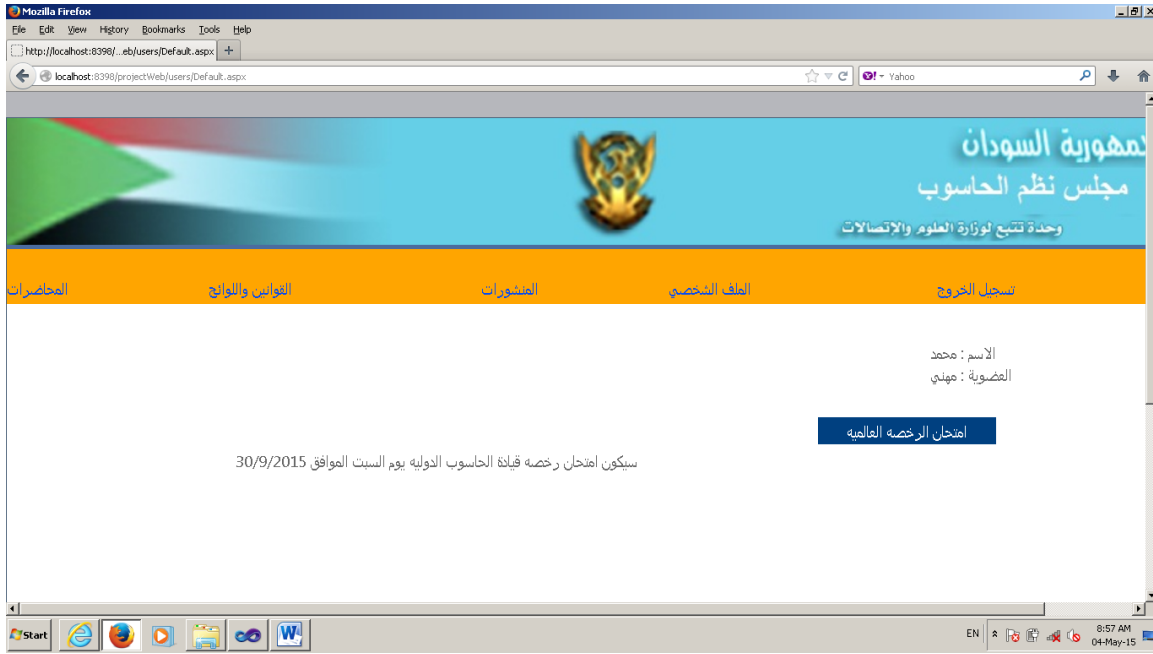 Mozilla Firefox
File Edit View History Bookmarks Tools Help
http://localhost:8398/...eb/users/Default.aspx +
localhost:8398/projectWeb/users/Default.aspx
Yahoo
جمهورية السودان
مجلس نظم الحاسوب
وحدة تتبع لوزارة العلوم والإتصالات
تسجيل الخروج الملف الشخصي المنشورات القوانين واللوائح المحاضرات
الاسم : محمد
العضوية : مهني
امتحان الرخصه العالميه
سيكون امتحان رخصه قيادة الحاسوب الدوليه يوم السبت الموافق 30/9/2015
Start
EN
8:57 AM
04-May-15